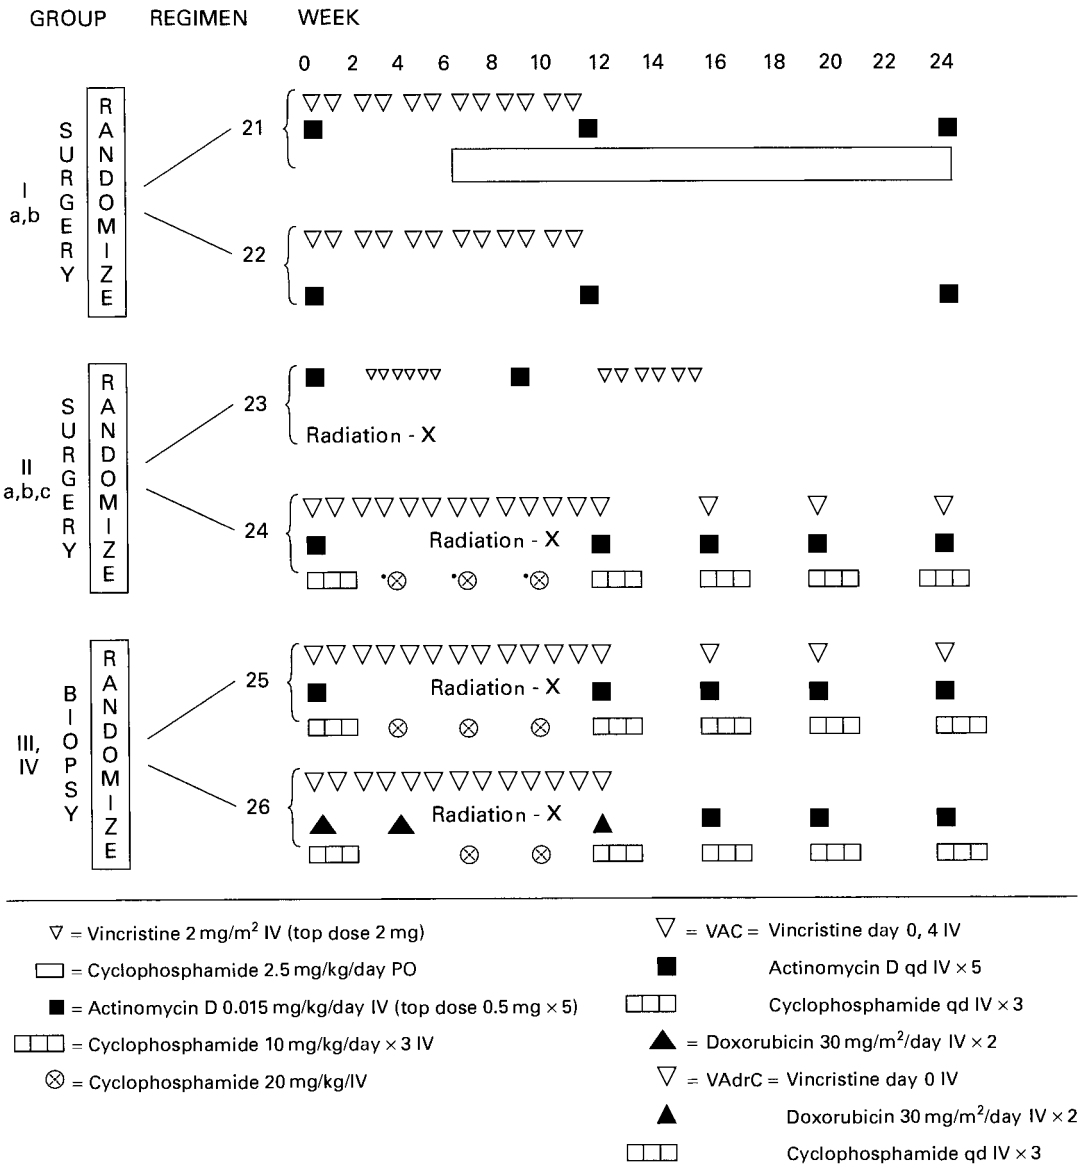 GROUP REGIMEN WEEK
0 2 4 6 8 10 12 14 16 18 20 22 24
I
a,b
SURGERY
RANDOMIZE
21
22
II
a,b,c
SURGERY
RANDOMIZE
23
Radiation - X
24
Radiation - X
III,
IV
BIOPSY
RANDOMIZE
25
Radiation - X
26
Radiation - X
= Vincristine 2 mg/m² IV (top dose 2 mg)
= Cyclophosphamide 2.5 mg/kg/day PO
= Actinomycin D 0.015 mg/kg/day IV (top dose 0.5 mg × 5)
= Cyclophosphamide 10 mg/kg/day × 3 IV
= Cyclophosphamide 20 mg/kg/IV
= VAC = Vincristine day 0, 4 IV
Actinomycin D qd IV × 5
Cyclophosphamide qd IV × 3
= Doxorubicin 30 mg/m²/day IV × 2
= VAdrC = Vincristine day 0 IV
Doxorubicin 30 mg/m²/day IV × 2
Cyclophosphamide qd IV × 3